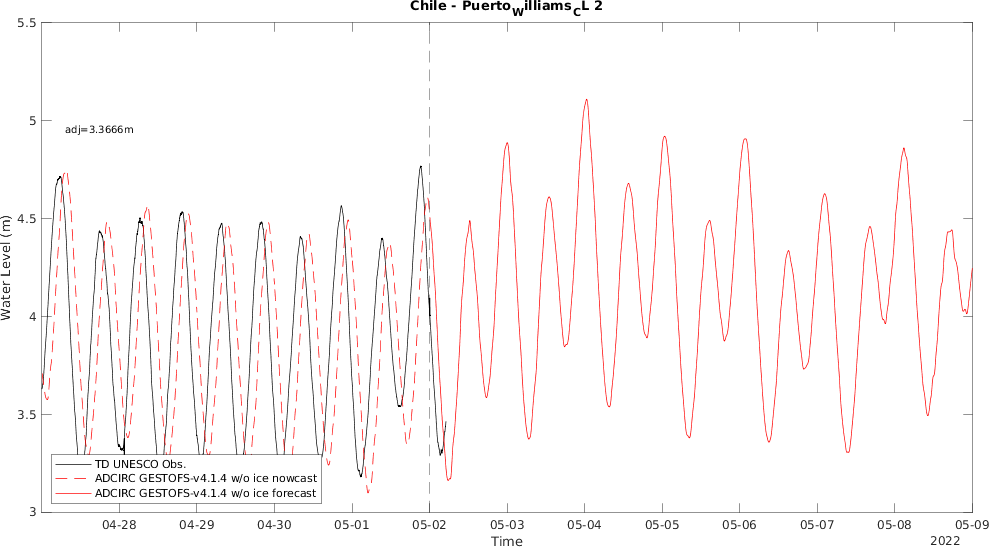 Chile - Puerto_Williams_CL 2
5.5
5
4.5
4
3.5
3
Water Level (m)
adj=3.3666m
TD UNESCO Obs.
ADCIRC GESTOFS-v4.1.4 w/o ice nowcast
ADCIRC GESTOFS-v4.1.4 w/o ice forecast
04-28 04-29 04-30 05-01 05-02 05-03 05-04 05-05 05-06 05-07 05-08 05-09
Time
2022